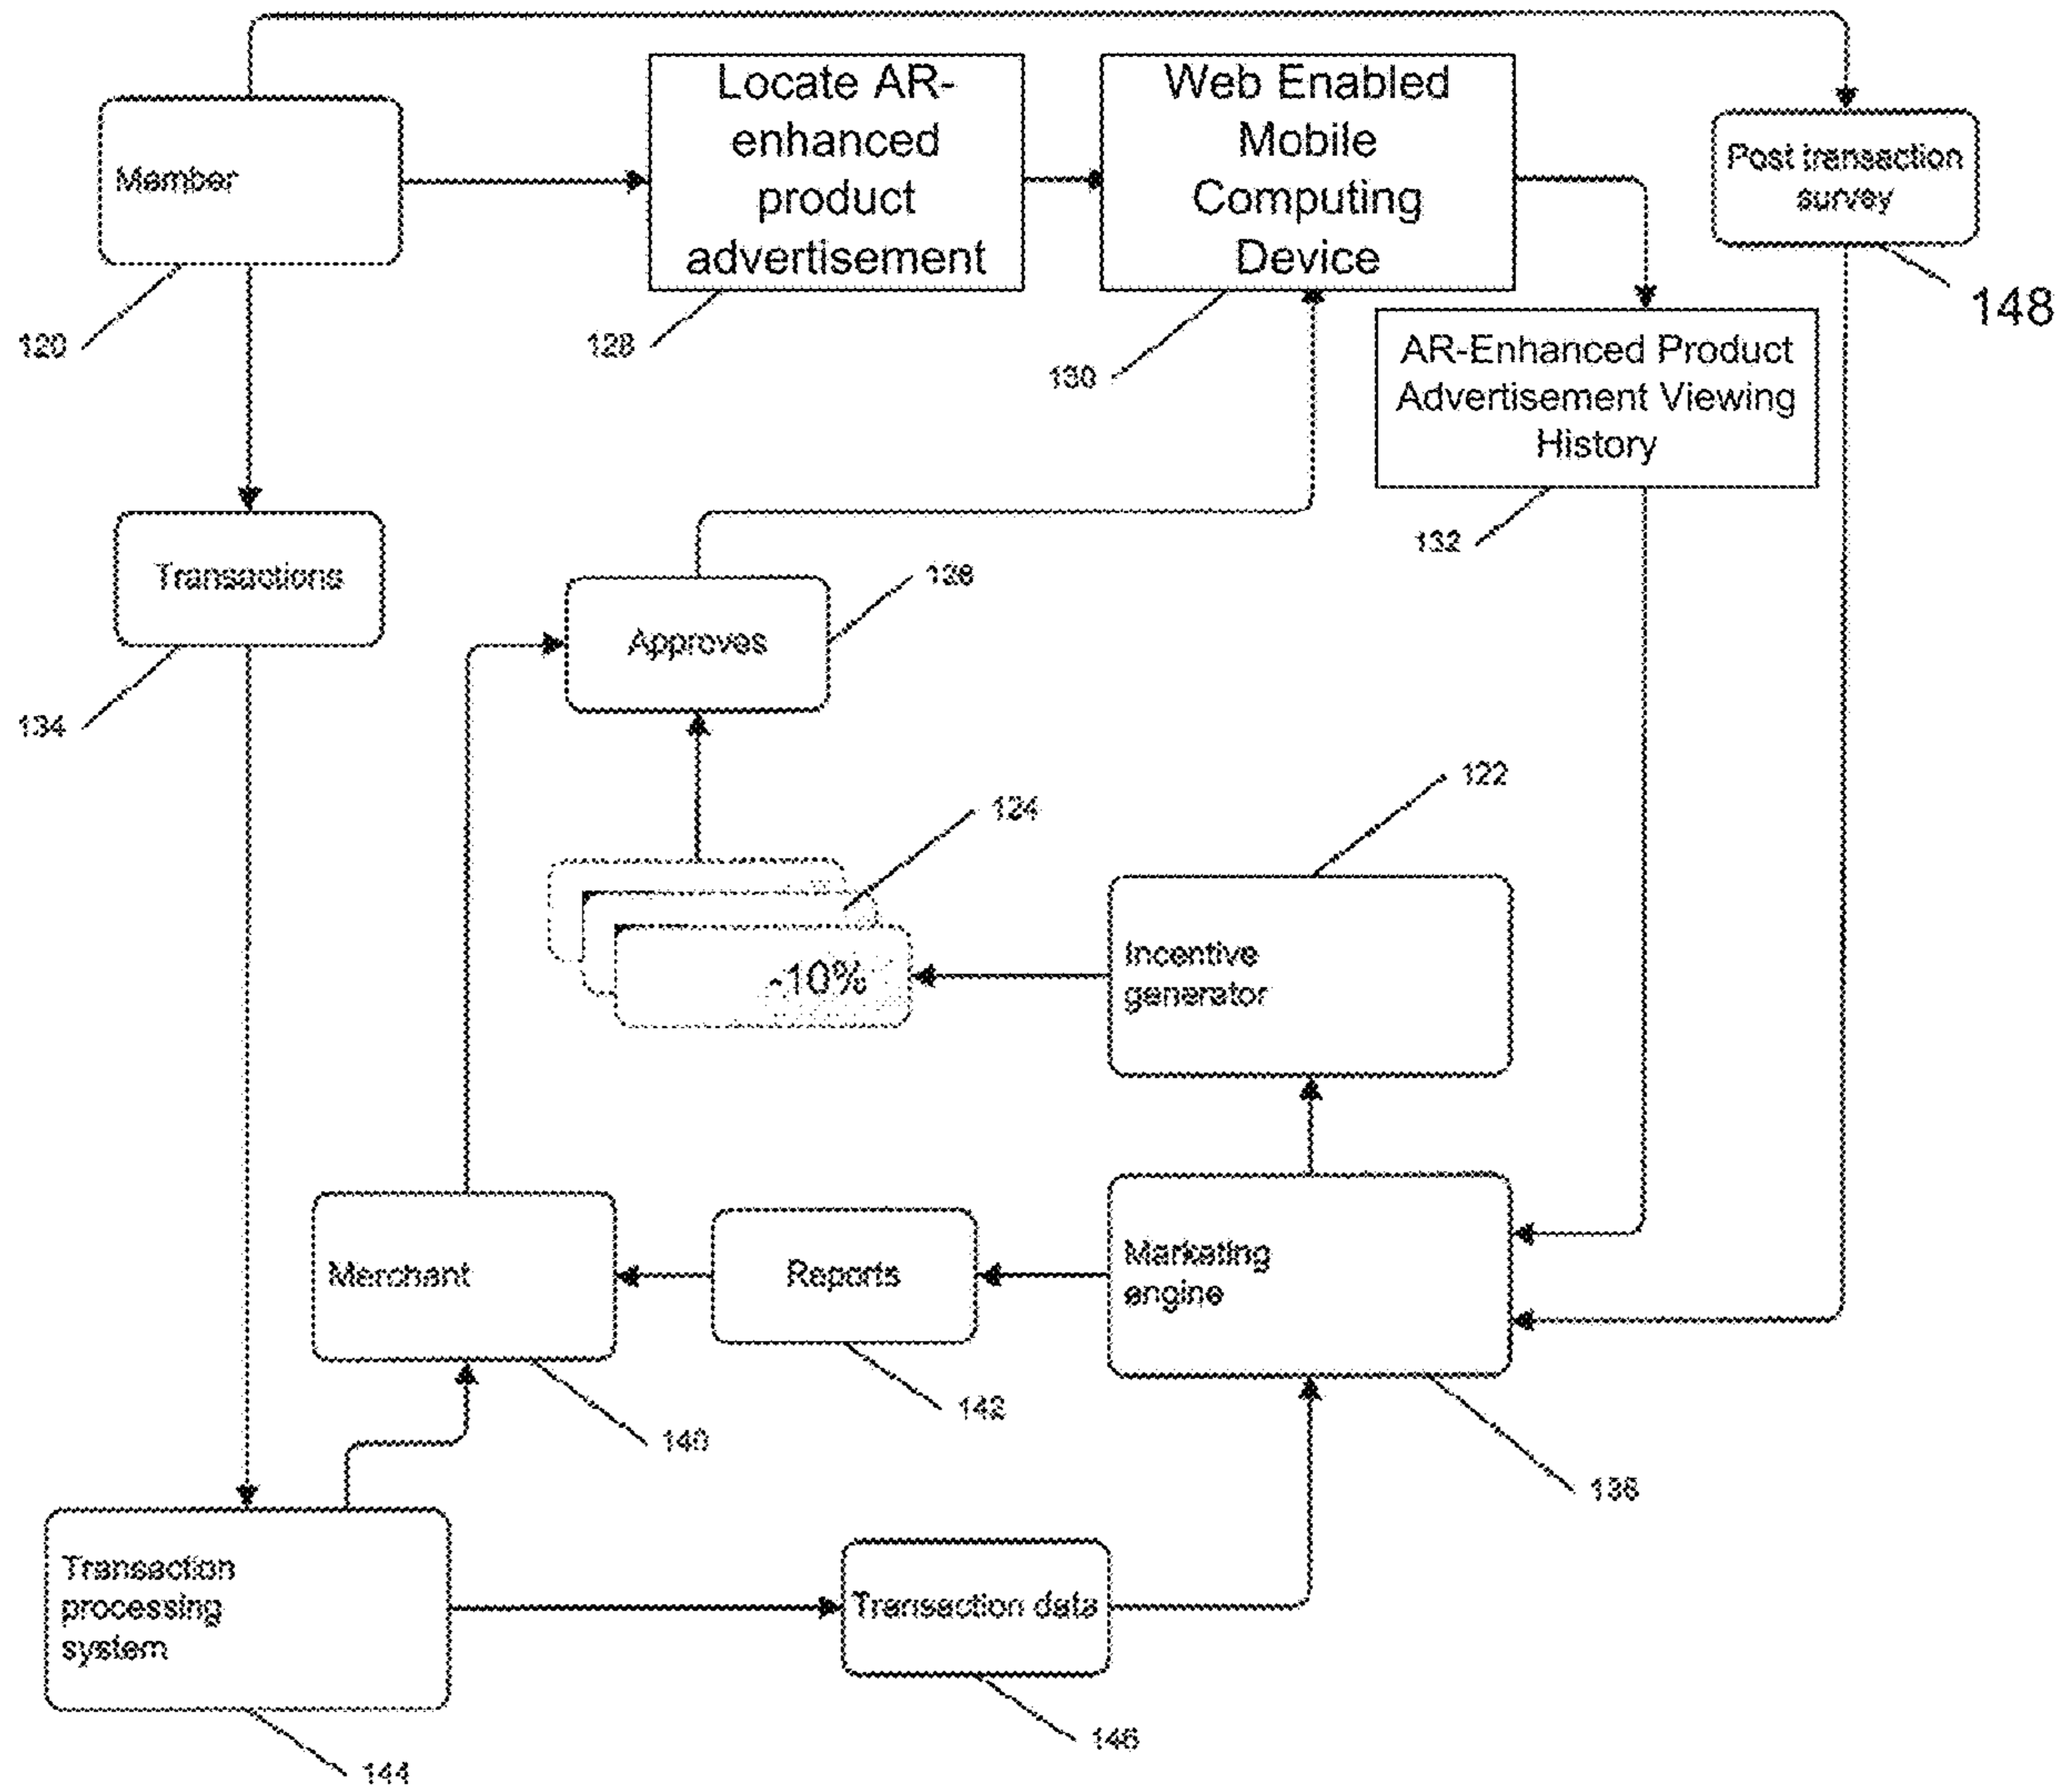 Member
Locate AR-
enhanced
product
advertisement
Web Enabled
Mobile
Computing
Device
Post transaction
survey
148
120
128
130
AR-Enhanced Product
Advertisement Viewing
History
132
Transactions
134
Approves
122
124
-10%
Incentive
generator
Merchant
Reports
Marketing
engine
142
140
Transaction
processing
system
Transaction data
146
144